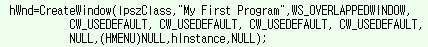 hWnd=CreateWindow(lpszClass,"My First Program",WS_OVERLAPPEDWINDOW,
CW_USEDEFAULT, CW_USEDEFAULT, CW_USEDEFAULT, CW_USEDEFAULT,
NULL,(HMENU)NULL,hInstance,NULL);